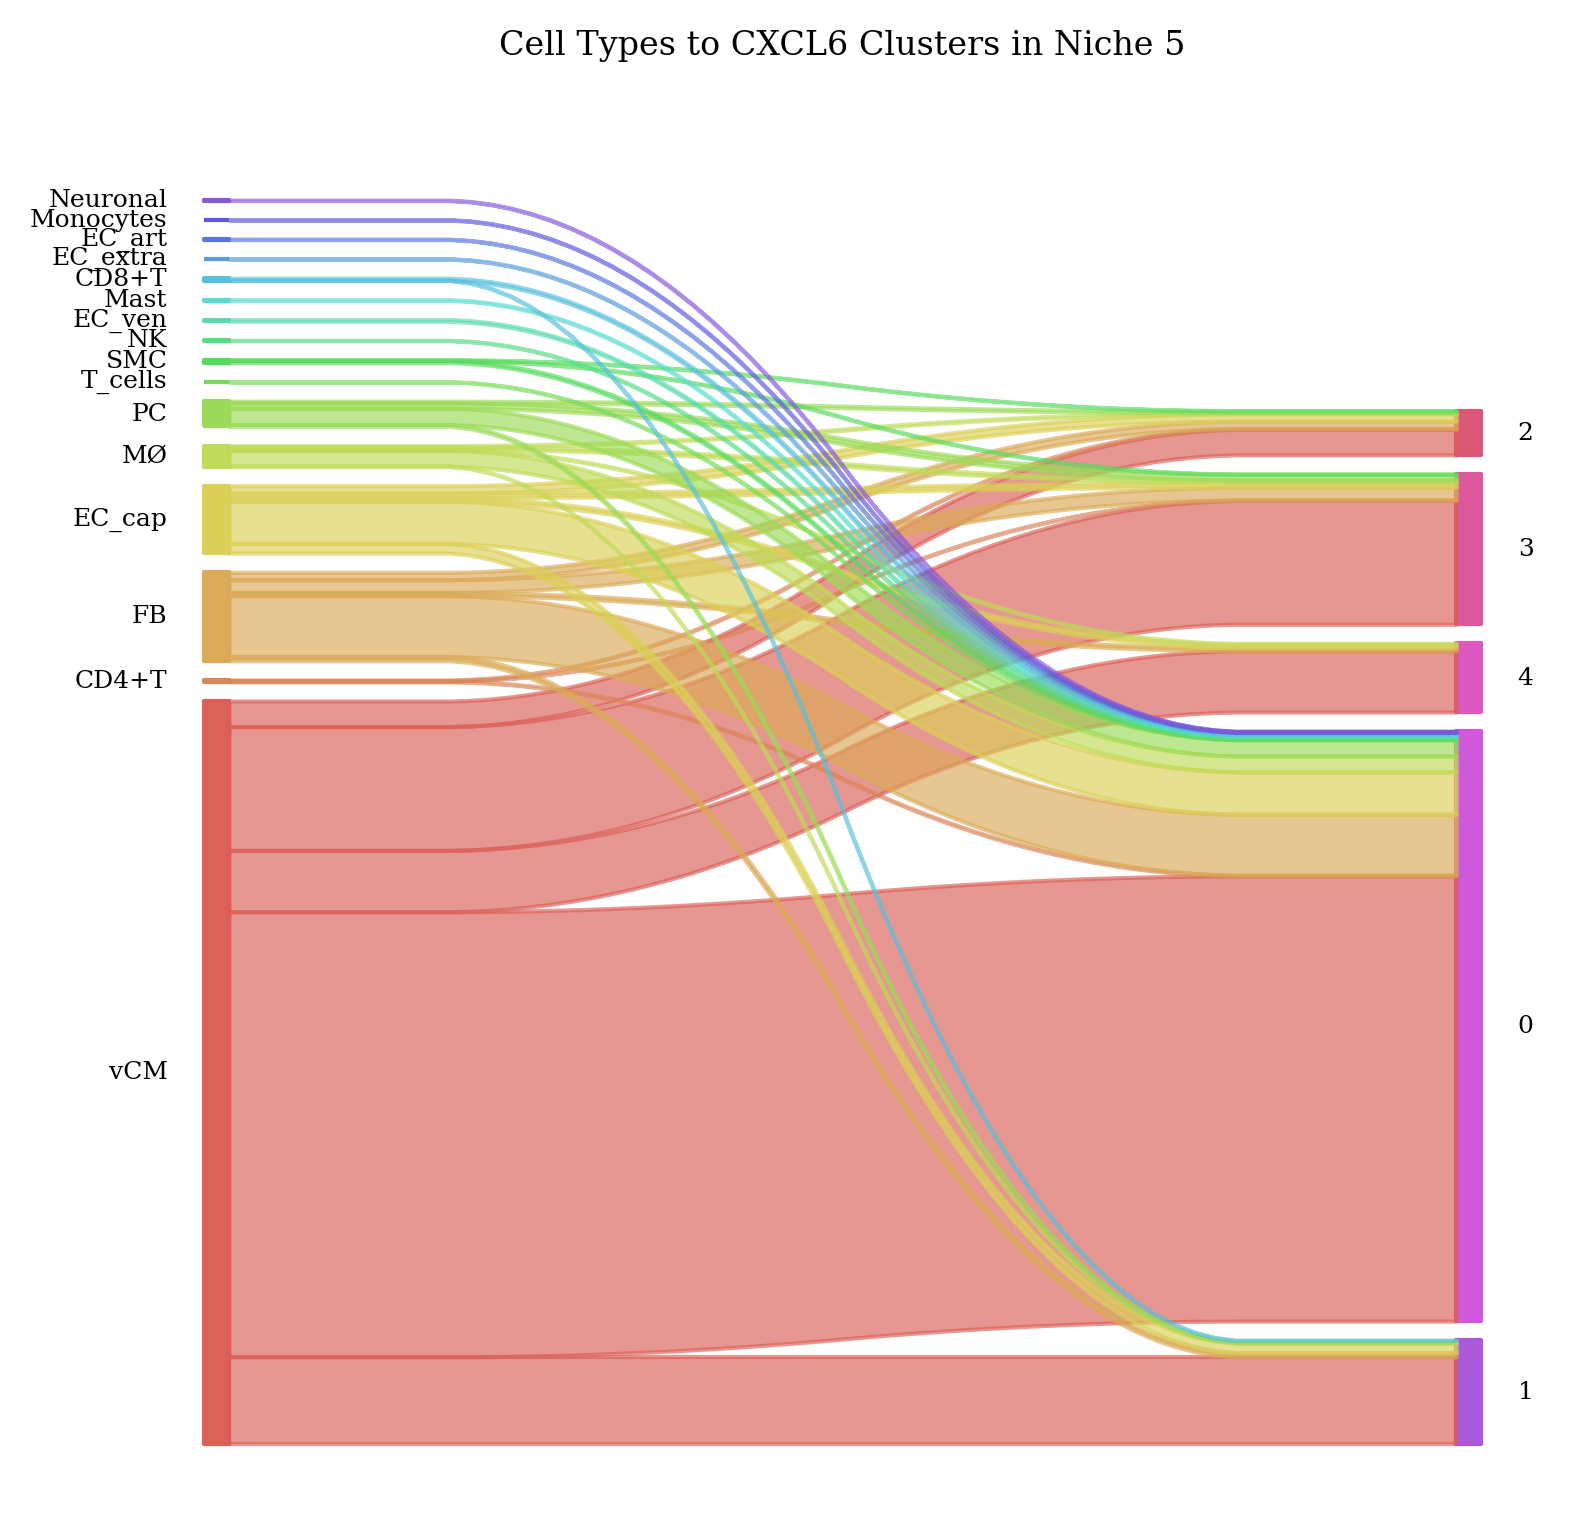 Cell Types to CXCL6 Clusters in Niche 5
Neuronal
Monocytes
EC_art
EC_extra
CD8+T
Mast
EC_ven
NK
SMC
T_cells
PC
MØ
EC_cap
FB
CD4+T
vCM
2
3
4
0
1